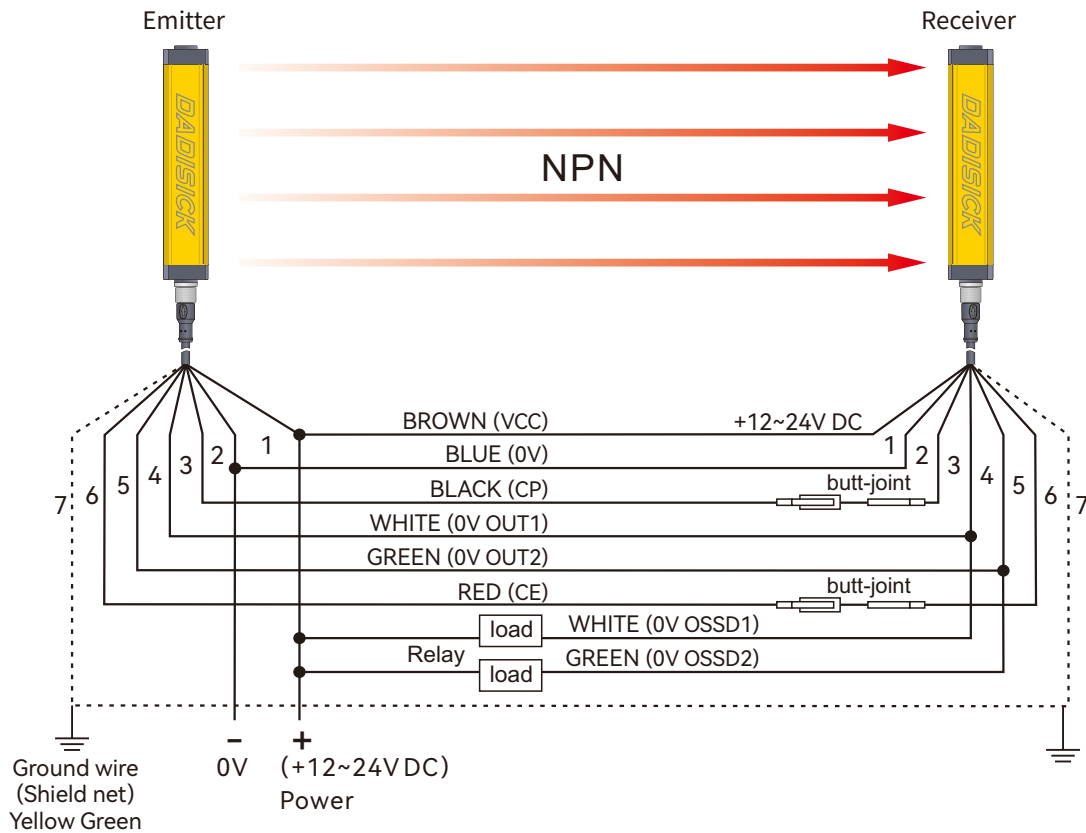 Emitter
Receiver
DADISICK
DADISICK
NPN
BROWN (VCC)
+12~24V DC
BLUE (0V)
BLACK (CP)
butt-joint
WHITE (0V OUT1)
GREEN (0V OUT2)
RED (CE)
butt-joint
1
2
3
4
5
6
7
1
2
3
4
5
6
7
load
WHITE (0V OSSD1)
Relay
load
GREEN (0V OSSD2)
-
+
0V
(+12~24V DC)
Power
Ground wire
(Shield net)
Yellow Green